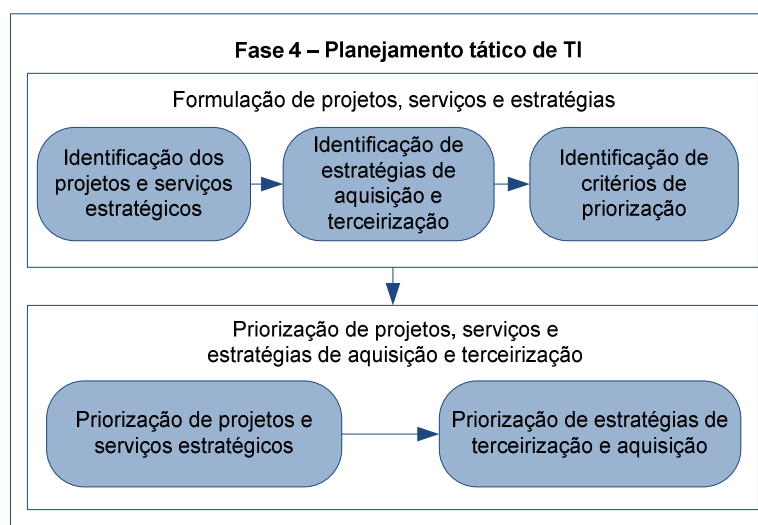 Fase 4 – Planejamento tático de TI
Formulação de projetos, serviços e estratégias
Identificação dos
projetos e serviços
estratégicos
Identificação de
estratégias de
aquisição e
terceirização
Identificação de
critérios de
priorização
Priorização de projetos, serviços e
estratégias de aquisição e terceirização
Priorização de projetos e
serviços estratégicos
Priorização de estratégias de
terceirização e aquisição